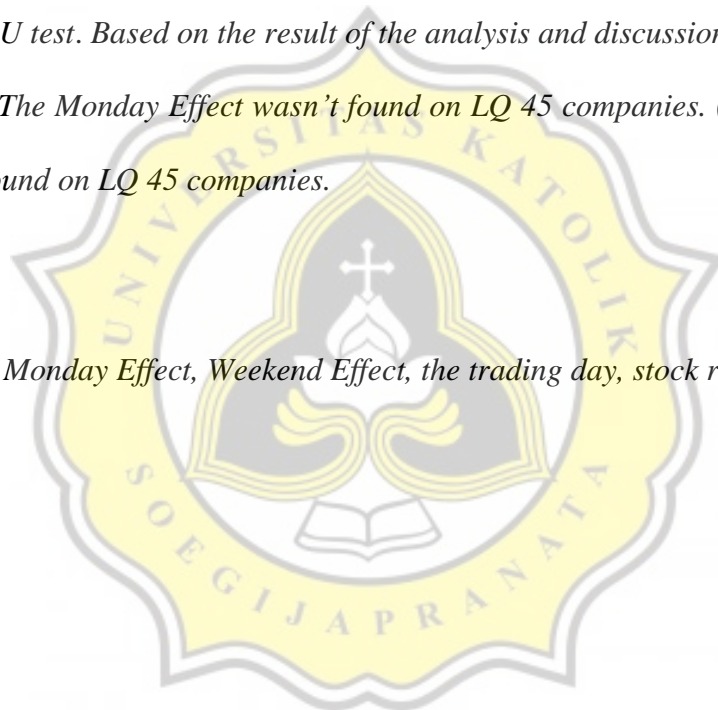 U test. Based on the result of the analysis and discussion
The Monday Effect wasn't found on LQ 45 companies. (
ound on LQ 45 companies.
Monday Effect, Weekend Effect, the trading day, stock r
UNIVERSITAS KATOLIK
SOEGIJAPRANATA